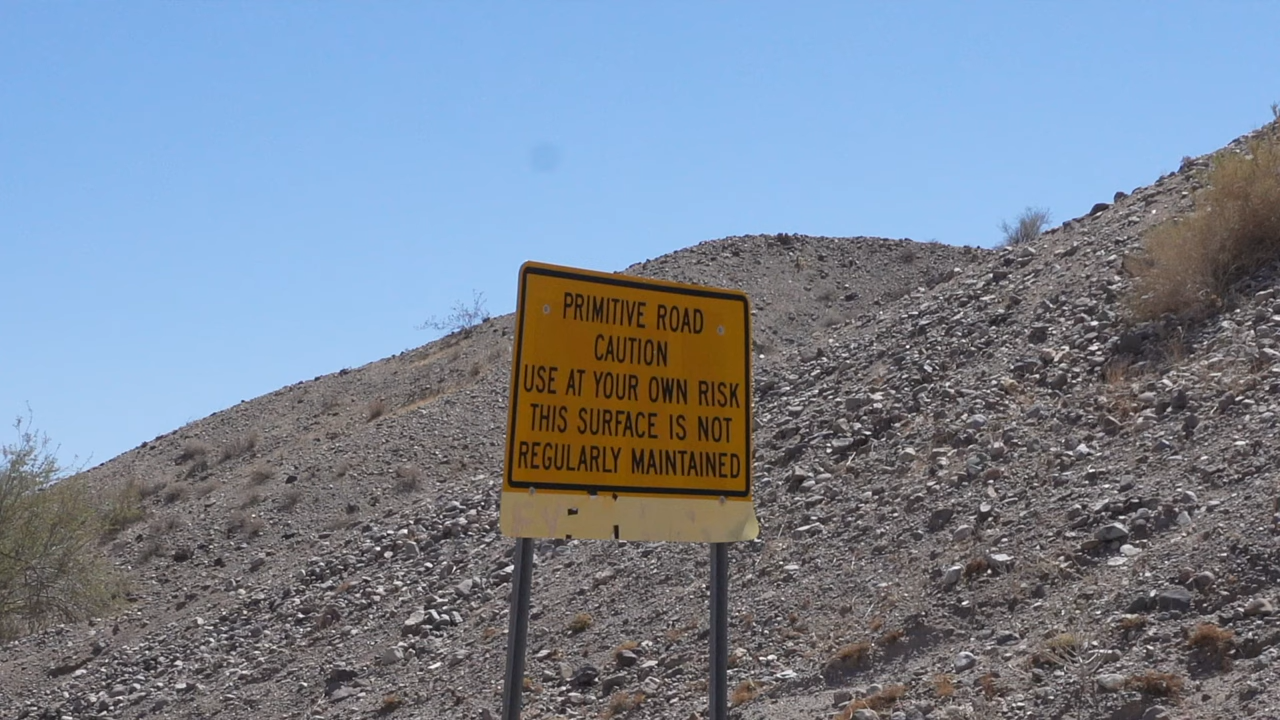 PRIMITIVE ROAD
CAUTION
USE AT YOUR OWN RISK
THIS SURFACE IS NOT
REGULARLY MAINTAINED